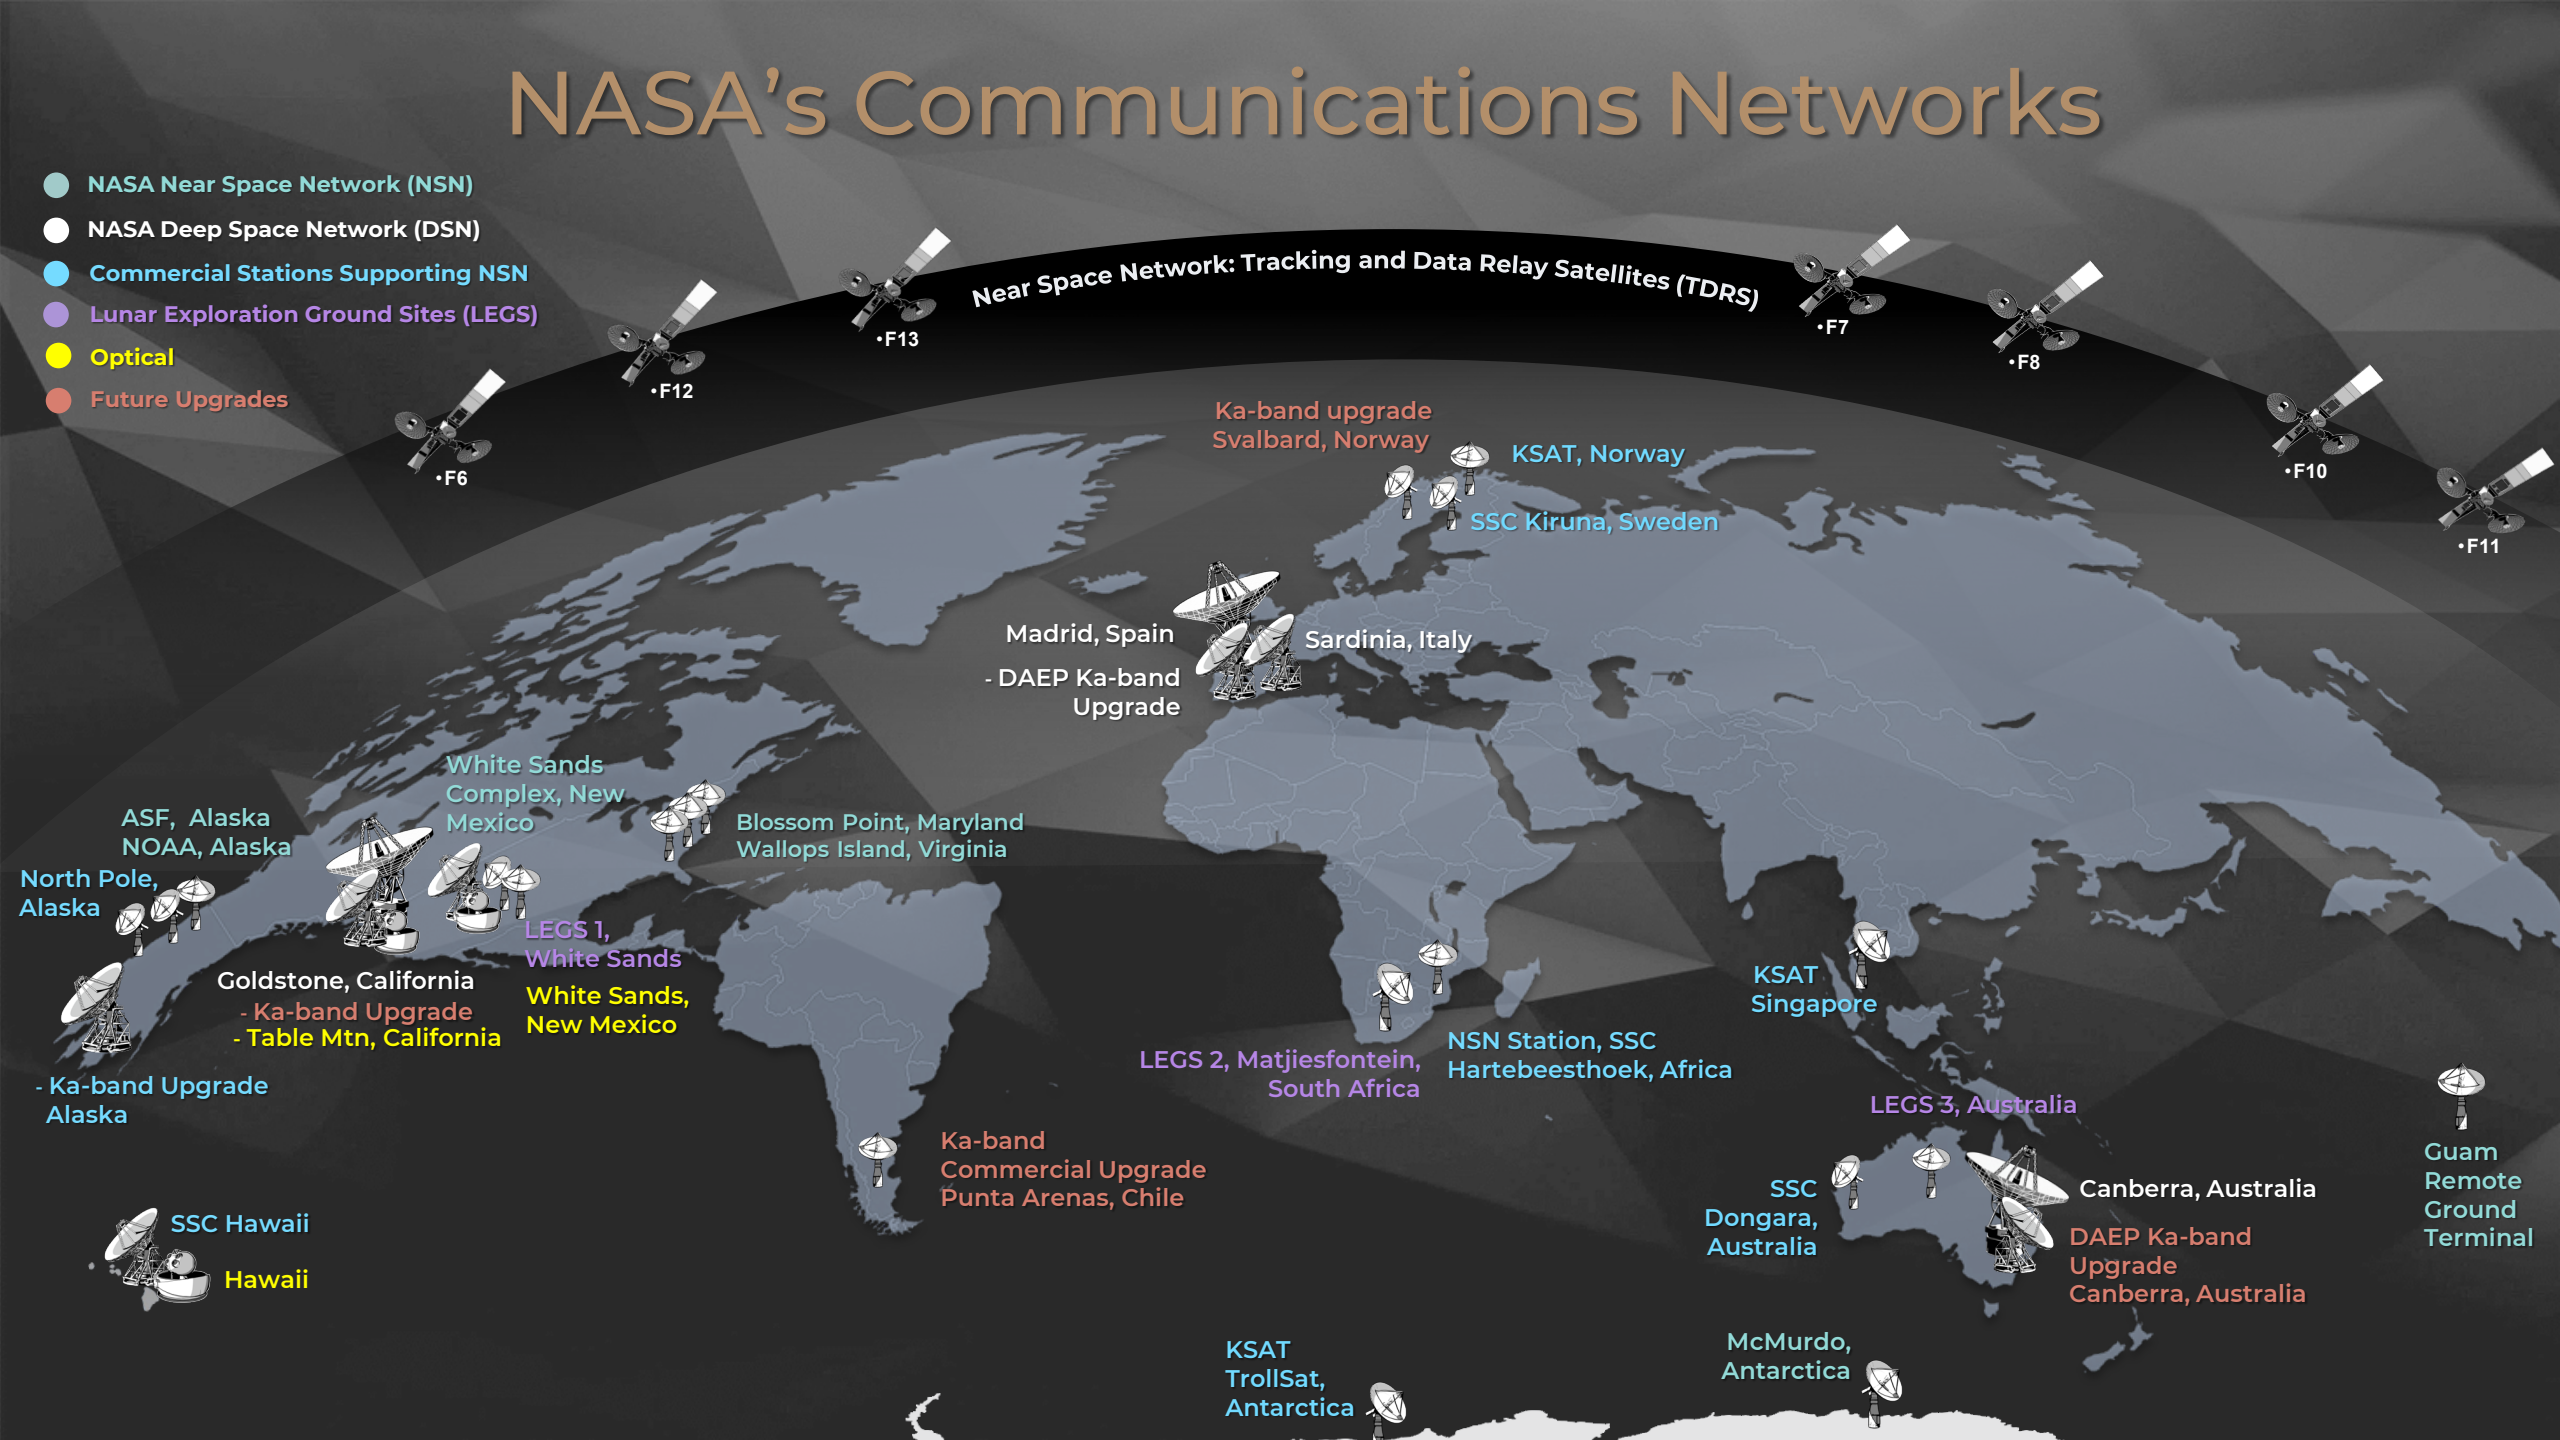 NASA's Communications Networks
NASA Near Space Network (NSN)
NASA Deep Space Network (DSN)
Commercial Stations Supporting NSN
Lunar Exploration Ground Sites (LEGS)
Optical
Future Upgrades
Near Space Network: Tracking and Data Relay Satellites (TDRS)
•F6
•F12
•F13
•F7
•F8
•F10
•F11
Ka-band upgrade
Svalbard, Norway
KSAT, Norway
SSC Kiruna, Sweden
Madrid, Spain
- DAEP Ka-band
Upgrade
Sardinia, Italy
White Sands
Complex, New
Mexico
ASF, Alaska
NOAA, Alaska
North Pole,
Alaska
Blossom Point, Maryland
Wallops Island, Virginia
LEGS 1,
White Sands
White Sands,
New Mexico
Goldstone, California
- Ka-band Upgrade
- Table Mtn, California
- Ka-band Upgrade
Alaska
KSAT
Singapore
LEGS 2, Matjiesfontein,
South Africa
NSN Station, SSC
Hartebeesthoek, Africa
LEGS 3, Australia
Ka-band
Commercial Upgrade
Punta Arenas, Chile
SSC
Dongara,
Australia
Canberra, Australia
DAEP Ka-band
Upgrade
Canberra, Australia
Guam
Remote
Ground
Terminal
SSC Hawaii
Hawaii
KSAT
TrollSat,
Antarctica
McMurdo,
Antarctica